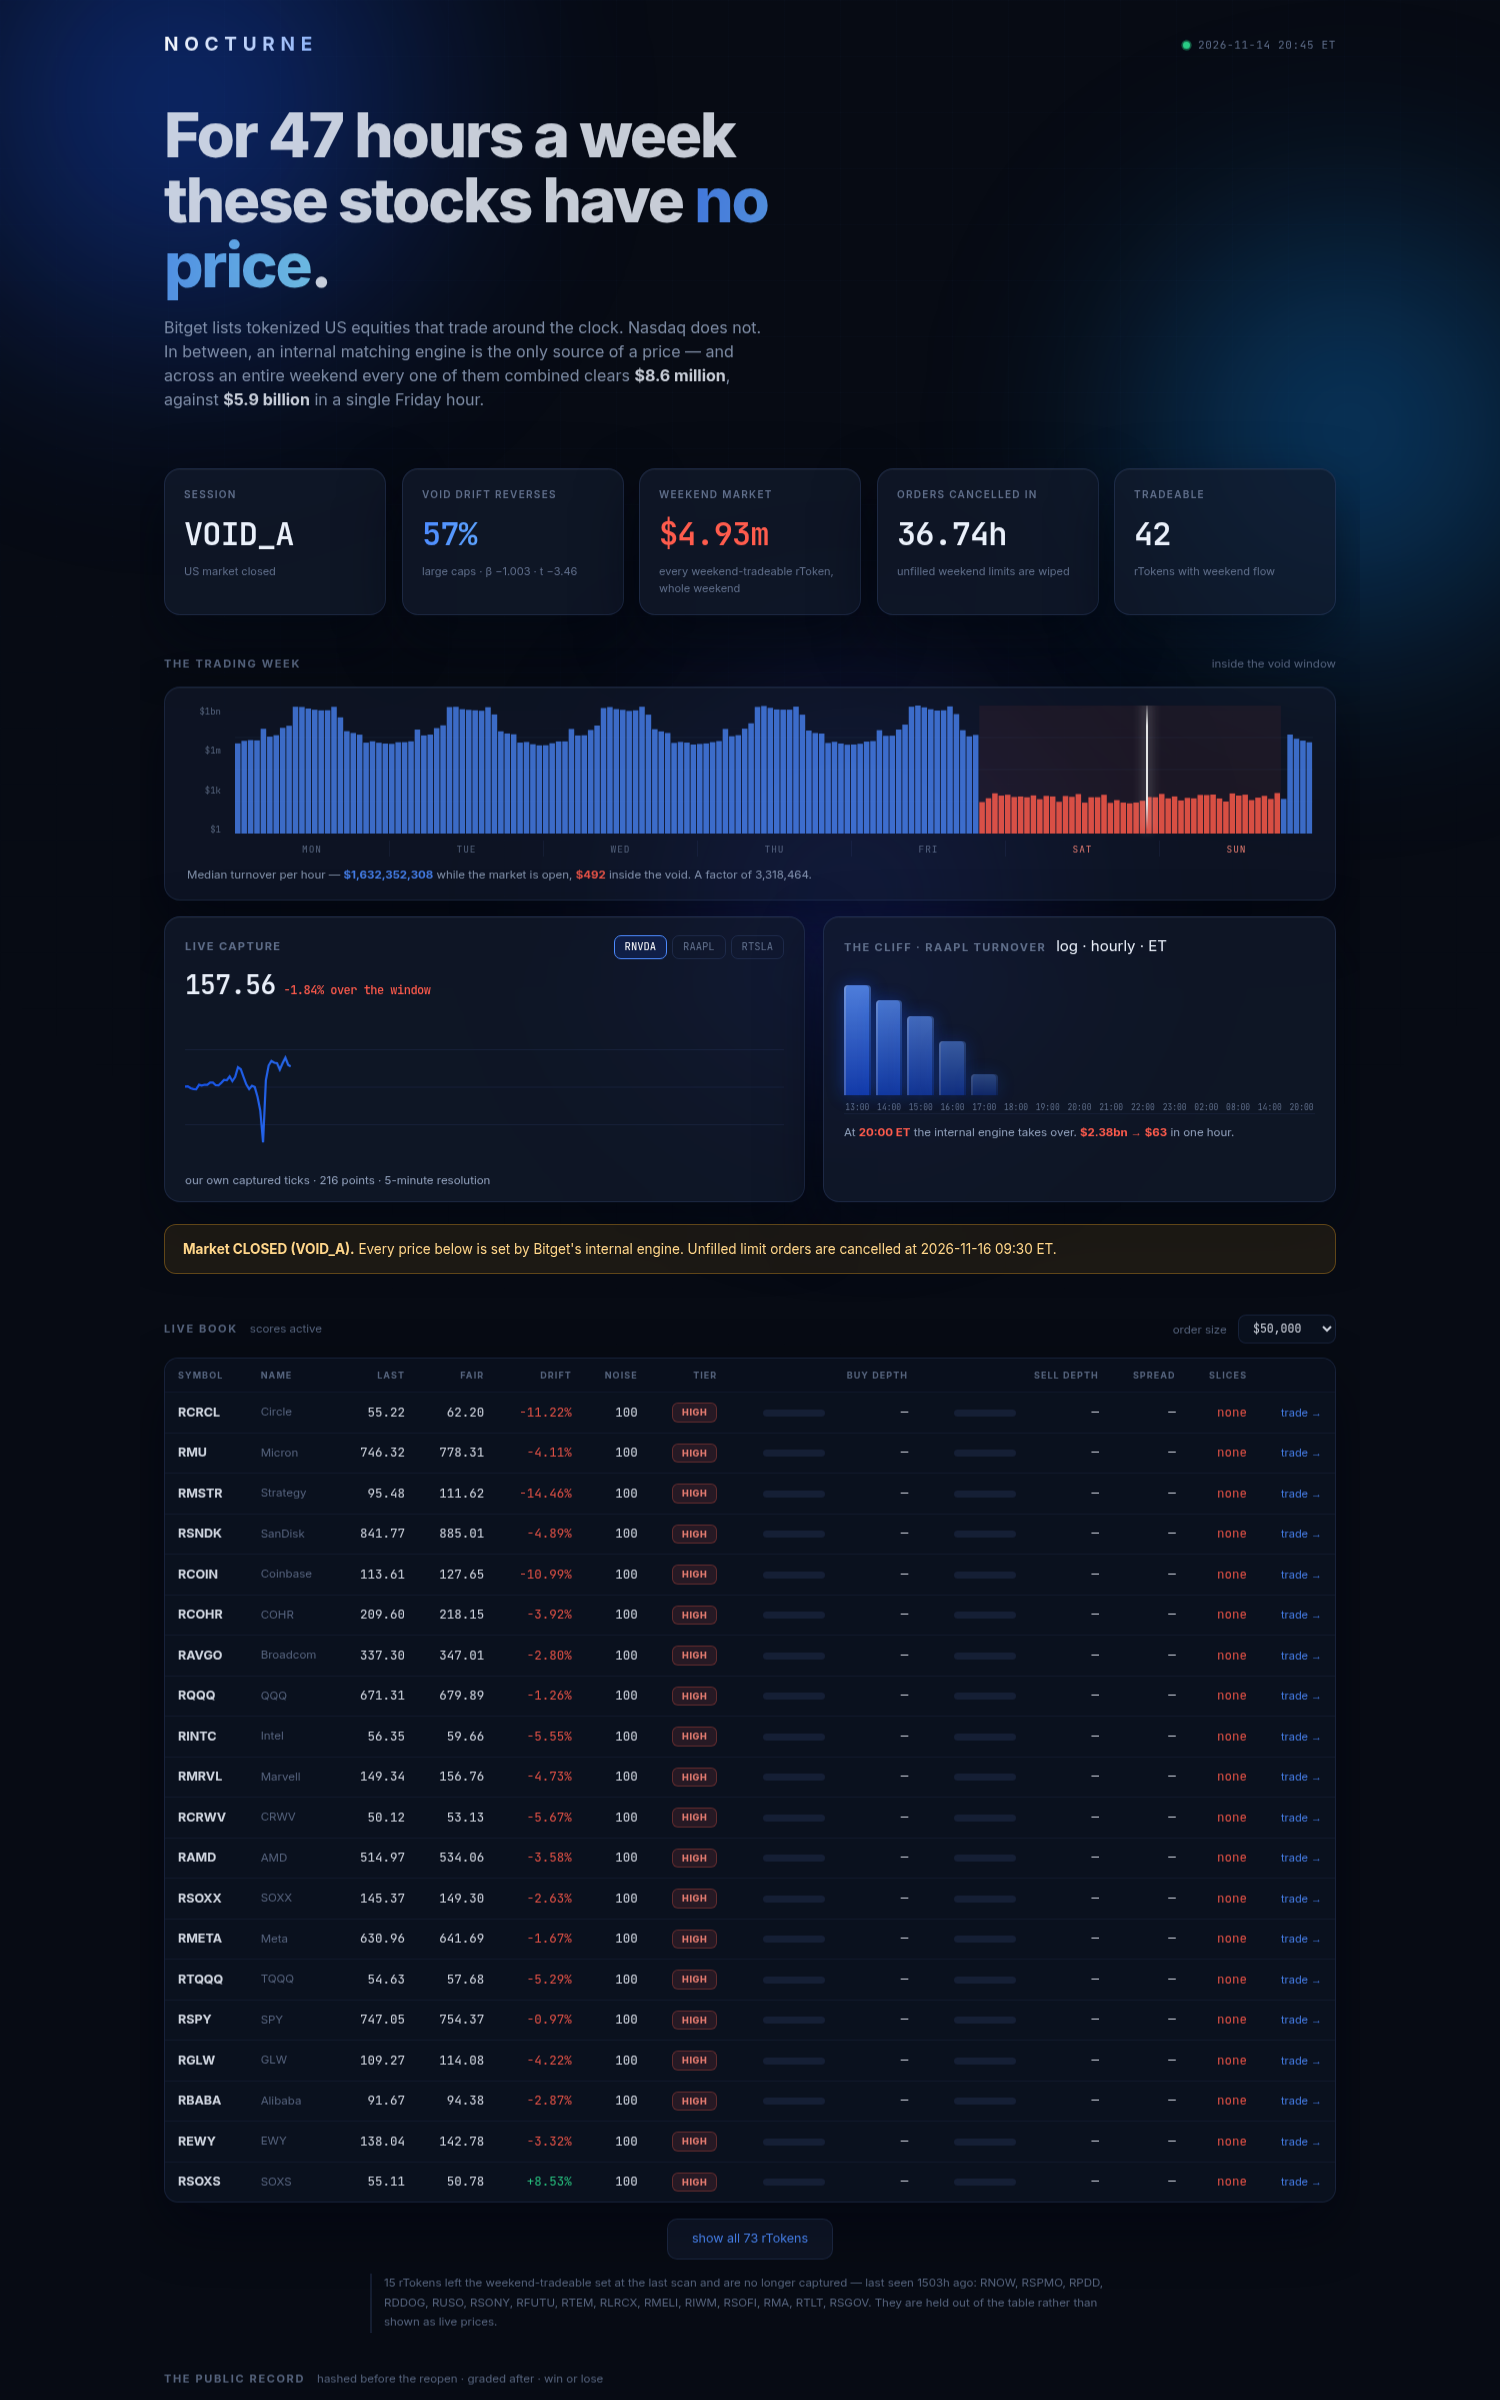 NOCTURNE
2026-11-14 20:45 ET
For 47 hours a week
these stocks have no
price.
Bitget lists tokenized US equities that trade around the clock. Nasdaq does not.
In between, an internal matching engine is the only source of a price — and
across an entire weekend every one of them combined clears $8.6 million,
against $5.9 billion in a single Friday hour.
SESSION
VOID_A
US market closed
VOID DRIFT REVERSES
57%
large caps · β −1.003 · t −3.46
WEEKEND MARKET
$4.93m
every weekend-tradeable rToken,
whole weekend
ORDERS CANCELLED IN
36.74h
unfilled weekend limits are wiped
TRADEABLE
42
rTokens with weekend flow
THE TRADING WEEK
inside the void window
$1bn
$1m
$1k
$1
MON TUE WED THU FRI SAT SUN
Median turnover per hour — $1,632,352,308 while the market is open, $492 inside the void. A factor of 3,318,464.
LIVE CAPTURE
RNVDA RAAPL RTSLA
157.56 -1.84% over the window
our own captured ticks · 216 points · 5-minute resolution
THE CLIFF · RAAPL TURNOVER log · hourly · ET
13:00 14:00 15:00 16:00 17:00 18:00 19:00 20:00 21:00 22:00 23:00 02:00 08:00 14:00 20:00
At 20:00 ET the internal engine takes over. $2.38bn → $63 in one hour.
Market CLOSED (VOID_A). Every price below is set by Bitget's internal engine. Unfilled limit orders are cancelled at 2026-11-16 09:30 ET.
LIVE BOOK scores active
order size $50,000
SYMBOL NAME LAST FAIR DRIFT NOISE TIER BUY DEPTH SELL DEPTH SPREAD SLICES
RCRCL Circle 55.22 62.20 -11.22% 100 HIGH — — — none trade →
RMU Micron 746.32 778.31 -4.11% 100 HIGH — — — none trade →
RMSTR Strategy 95.48 111.62 -14.46% 100 HIGH — — — none trade →
RSNDK SanDisk 841.77 885.01 -4.89% 100 HIGH — — — none trade →
RCOIN Coinbase 113.61 127.65 -10.99% 100 HIGH — — — none trade →
RCOHR COHR 209.60 218.15 -3.92% 100 HIGH — — — none trade →
RAVGO Broadcom 337.30 347.01 -2.80% 100 HIGH — — — none trade →
RQQQ QQQ 671.31 679.89 -1.26% 100 HIGH — — — none trade →
RINTC Intel 56.35 59.66 -5.55% 100 HIGH — — — none trade →
RMRVL Marvell 149.34 156.76 -4.73% 100 HIGH — — — none trade →
RCRWV CRWV 50.12 53.13 -5.67% 100 HIGH — — — none trade →
RAMD AMD 514.97 534.06 -3.58% 100 HIGH — — — none trade →
RSOXX SOXX 145.37 149.30 -2.63% 100 HIGH — — — none trade →
RMETA Meta 630.96 641.69 -1.67% 100 HIGH — — — none trade →
RTQQQ TQQQ 54.63 57.68 -5.29% 100 HIGH — — — none trade →
RSPY SPY 747.05 754.37 -0.97% 100 HIGH — — — none trade →
RGLW GLW 109.27 114.08 -4.22% 100 HIGH — — — none trade →
RBABA Alibaba 91.67 94.38 -2.87% 100 HIGH — — — none trade →
REWY EWY 138.04 142.78 -3.32% 100 HIGH — — — none trade →
RSOXS SOXS 55.11 50.78 +8.53% 100 HIGH — — — none trade →
show all 73 rTokens
15 rTokens left the weekend-tradeable set at the last scan and are no longer captured — last seen 1503h ago: RNOW, RSPMO, RPDD,
RDDOG, RUSO, RSONY, RFUTU, RTEM, RLRCX, RMELI, RIWM, RSOFI, RMA, RTLT, RSGOV. They are held out of the table rather than
shown as live prices.
THE PUBLIC RECORD hashed before the reopen · graded after · win or lose